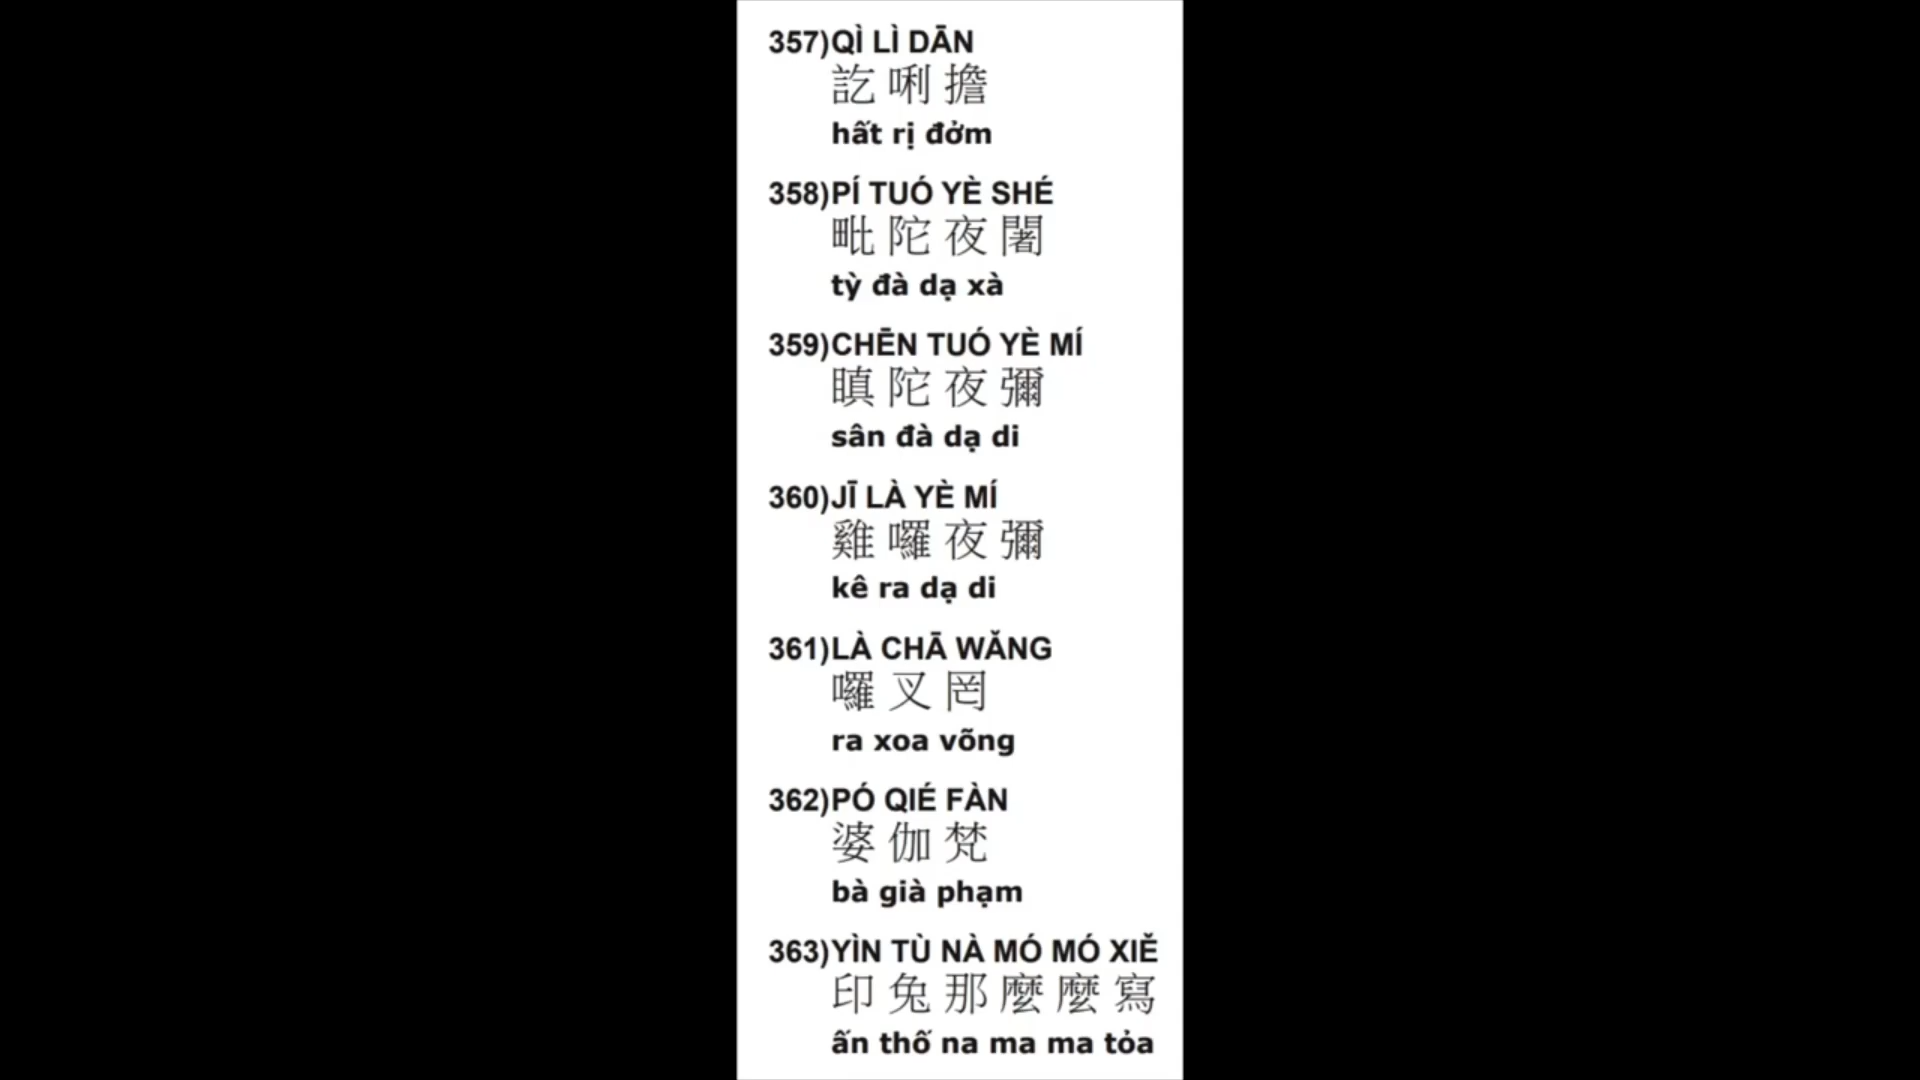 357)QÌ LÌ DĀN
訖 唎 擔
hất rị đởm
358)PÍ TUÓ YÈ SHÉ
毗 陀 夜 闍
tỳ đà dạ xà
359)CHĒN TUÓ YÈ MÍ
瞋 陀 夜 彌
sân đà dạ di
360)JĪ LÀ YÈ MÍ
雞 囉 夜 彌
kê ra dạ di
361)LÀ CHĀ WǍNG
囉 叉 罔
ra xoa võng
362)PÓ QIÉ FÀN
婆 伽 梵
bà già phạm
363)YÌN TÙ NÀ MÓ MÓ XIĚ
印 兔 那 麼 麼 寫
ấn thố na ma ma tỏa